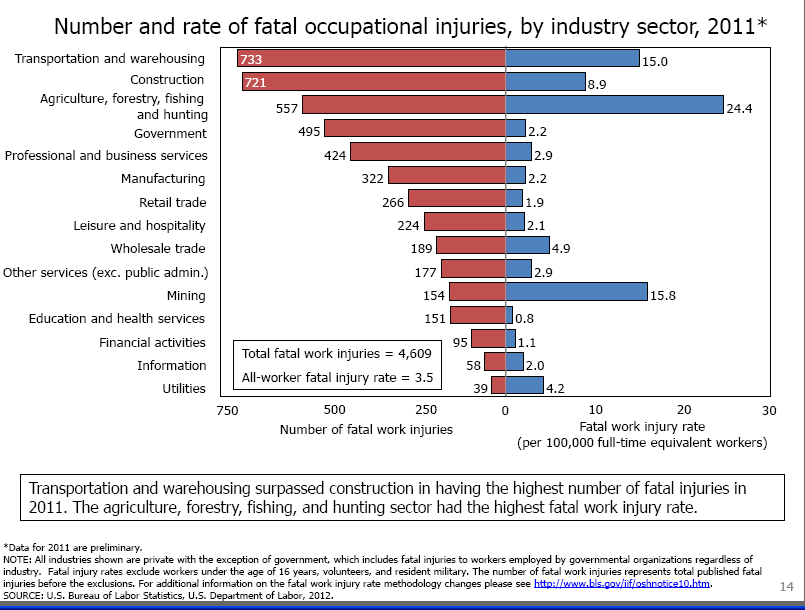 Number and rate of fatal occupational injuries, by industry sector, 2011*
Transportation and warehousing 733 15.0
Construction 721 8.9
Agriculture, forestry, fishing
and hunting 557 24.4
Government 495 2.2
Professional and business services 424 2.9
Manufacturing 322 2.2
Retail trade 266 1.9
Leisure and hospitality 224 2.1
Wholesale trade 189 4.9
Other services (exc. public admin.) 177 2.9
Mining 154 15.8
Education and health services 151 0.8
Financial activities 95 1.1
Information 58 2.0
Utilities 39 4.2
Total fatal work injuries = 4,609
All-worker fatal injury rate = 3.5
750 500 250 0 10 20 30
Number of fatal work injuries
Fatal work injury rate
(per 100,000 full-time equivalent workers)
Transportation and warehousing surpassed construction in having the highest number of fatal injuries in
2011. The agriculture, forestry, fishing, and hunting sector had the highest fatal work injury rate.
*Data for 2011 are preliminary.
NOTE: All industries shown are private with the exception of government, which includes fatal injuries to workers employed by governmental organizations regardless of
industry.  Fatal injury rates exclude workers under the age of 16 years, volunteers, and resident military. The number of fatal work injuries represents total published fatal
injuries before the exclusions. For additional information on the fatal work injury rate methodology changes please see http://www.bls.gov/iif/oshnotice10.htm.
SOURCE: U.S. Bureau of Labor Statistics, U.S. Department of Labor, 2012.
14